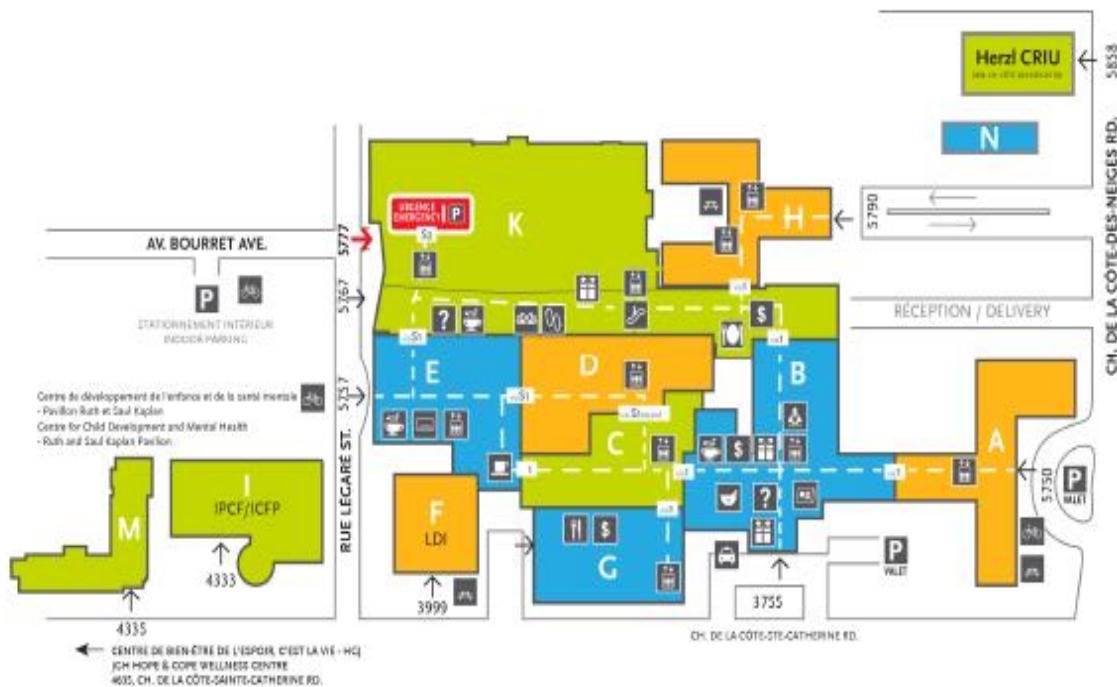 Herzl CRIU
5858
N
CH. DE LA CÔTE-DES-NEIGES RD.
URGENCE
EMERGENCY
P
K
H
5790
S1
5777
AV. BOURRET AVE.
5767
P
STATIONNEMENT INTÉRIEUR
INDOOR PARKING
?
$
RÉCEPTION / DELIVERY
E
D
B
S1
5757
Centre de développement de l'enfance et de la santé mentale
- Pavillon Ruth et Saul Kaplan
Centre for Child Development and Mental Health
- Ruth and Saul Kaplan Pavilion
C
$
A
M
I
IPCF/ICFP
RUE LÉGARÉ ST.
F
LDI
?
5750
P
VALET
$
G
P
VALET
4333
3999
3755
4335
CH. DE LA CÔTE-STE-CATHERINE RD.
CENTRE DE BIEN-ÊTRE DE L'ESPOIR, C'EST LA VIE - HGJ
JGH HOPE & COPE WELLNESS CENTRE
4635, CH. DE LA CÔTE-SAINTE-CATHERINE RD.